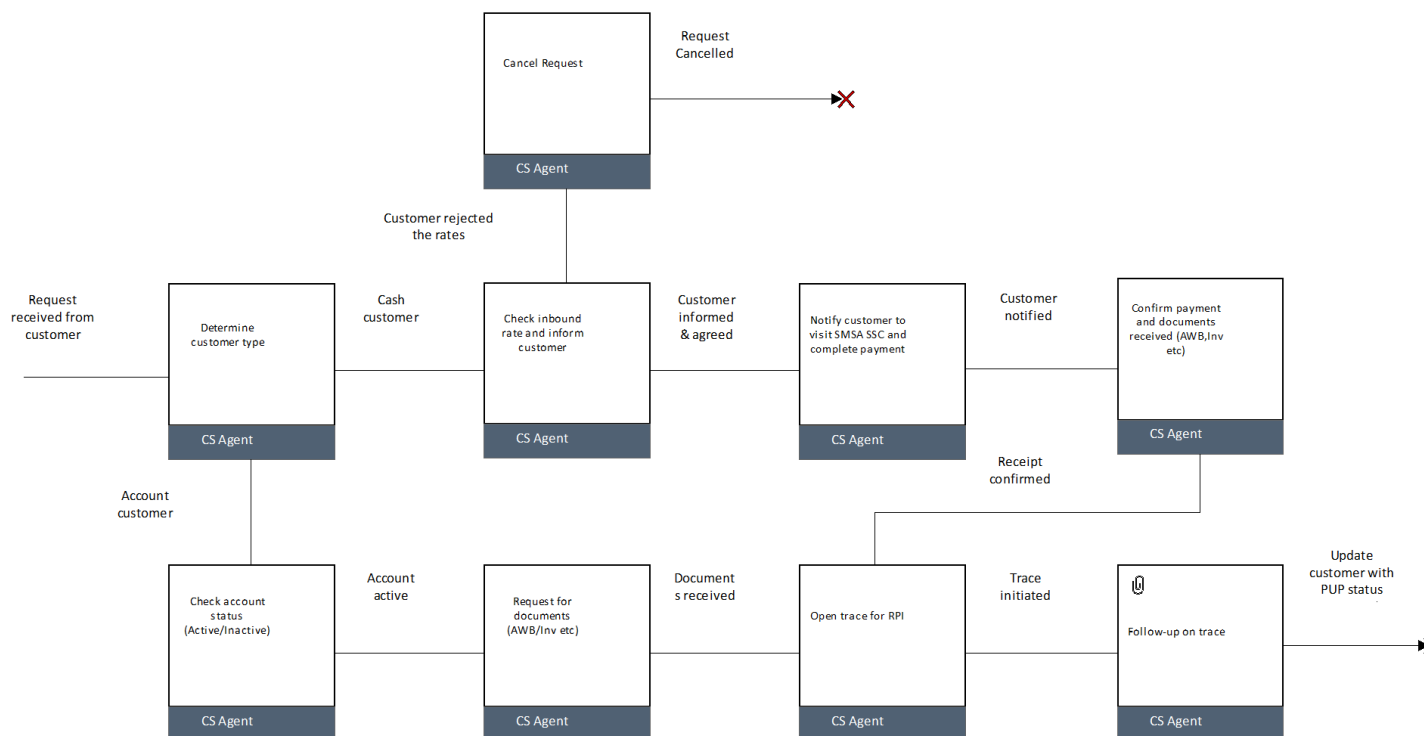 Cancel Request
CS Agent
Request
Cancelled
Customer rejected
the rates
Request
received from
customer
Determine
customer type
CS Agent
Cash
customer
Check inbound
rate and inform
customer
CS Agent
Customer
informed
& agreed
Notify customer to
visit SMSA SSC and
complete payment
CS Agent
Customer
notified
Confirm payment
and documents
received (AWB,Inv
etc)
CS Agent
Receipt
confirmed
Account
customer
Check account
status
(Active/Inactive)
CS Agent
Account
active
Request for
documents
(AWB/Inv etc)
CS Agent
Document
s received
Open trace for RPI
CS Agent
Trace
initiated
Follow-up on trace
CS Agent
Update
customer with
PUP status